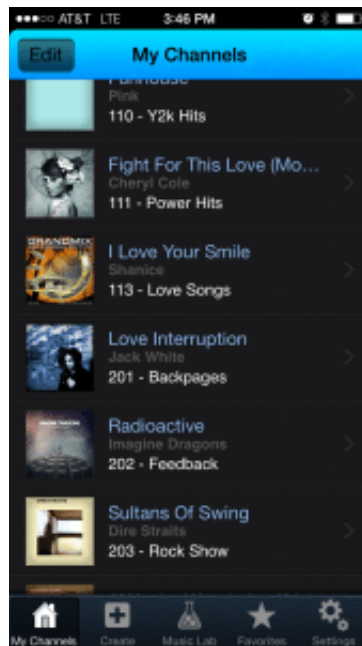 AT&T LTE 3:46 PM
Edit My Channels
Funhouse
Pink
110 - Y2k Hits
Fight For This Love (Mo...
Cheryl Cole
111 - Power Hits
GRANDMIX
I Love Your Smile
Shanice
113 - Love Songs
Love Interruption
Jack White
201 - Backpages
Radioactive
Imagine Dragons
202 - Feedback
Sultans Of Swing
Dire Straits
203 - Rock Show
My Channels Create Music Lab Favorites Settings